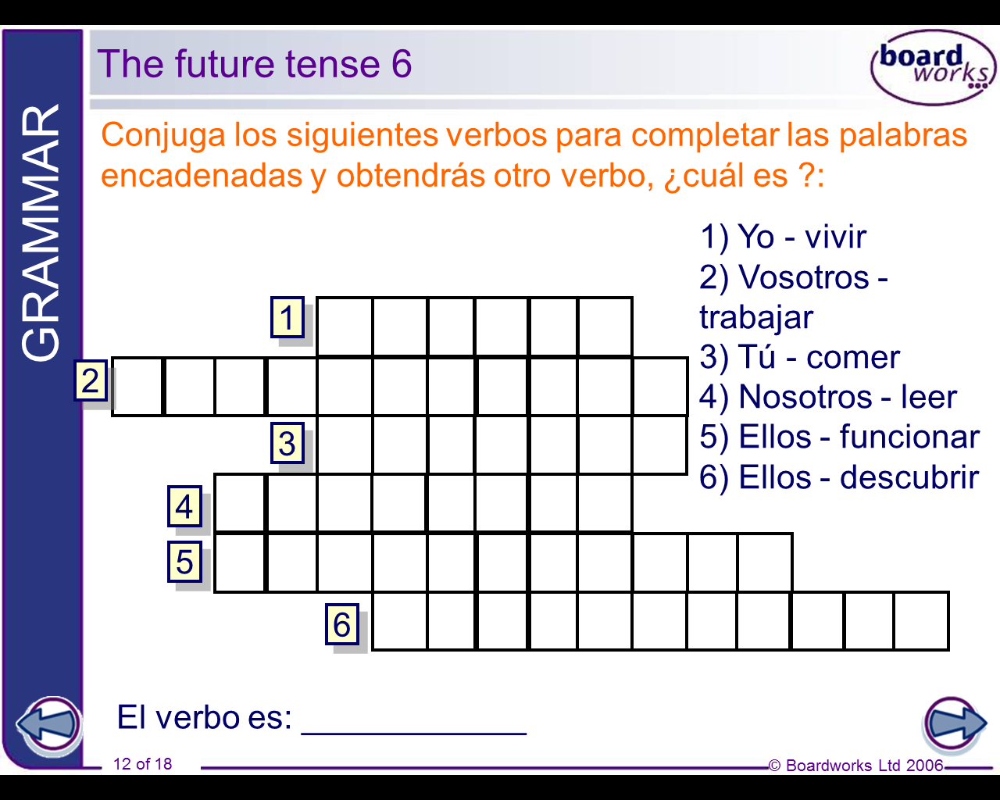 The future tense 6
board
works
GRAMMAR
Conjuga los siguientes verbos para completar las palabras
encadenadas y obtendrás otro verbo, ¿cuál es ?:
1) Yo - vivir
2) Vosotros -
trabajar
3) Tú - comer
4) Nosotros - leer
5) Ellos - funcionar
6) Ellos - descubrir
1
2
3
4
5
6
El verbo es: ____________
12 of 18
© Boardworks Ltd 2006